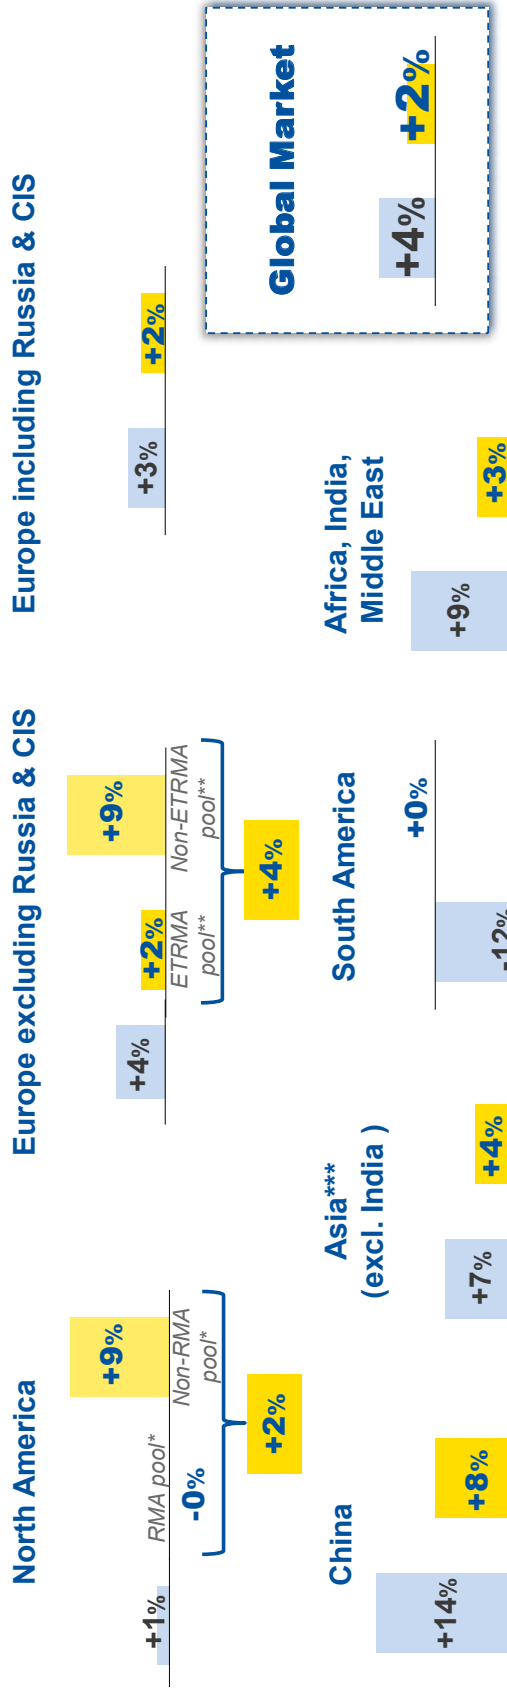 North America
+1%
RMA pool*
-0%
+9%
Non-RMA
pool*
+2%
Europe excluding Russia & CIS
+4%
+2%
ETRMA
pool**
+9%
Non-ETRMA
pool**
+4%
Europe including Russia & CIS
+3%
+2%
China
+14%
+8%
Asia***
(excl. India )
+7%
+4%
South America
-12%
+0%
Africa, India,
Middle East
+9%
+3%
Global Market
+4%
+2%